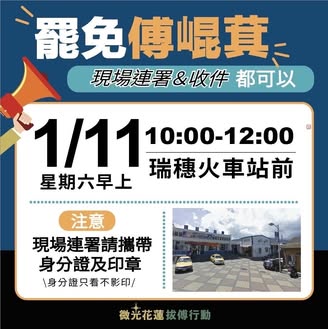 罷免傅崐萁
現場連署&收件 都可以
1/11 10:00-12:00
星期六早上 瑞穗火車站前
注意
現場連署請攜帶
身分證及印章
\身分證只看不影印/
微光花蓮拔傅行動